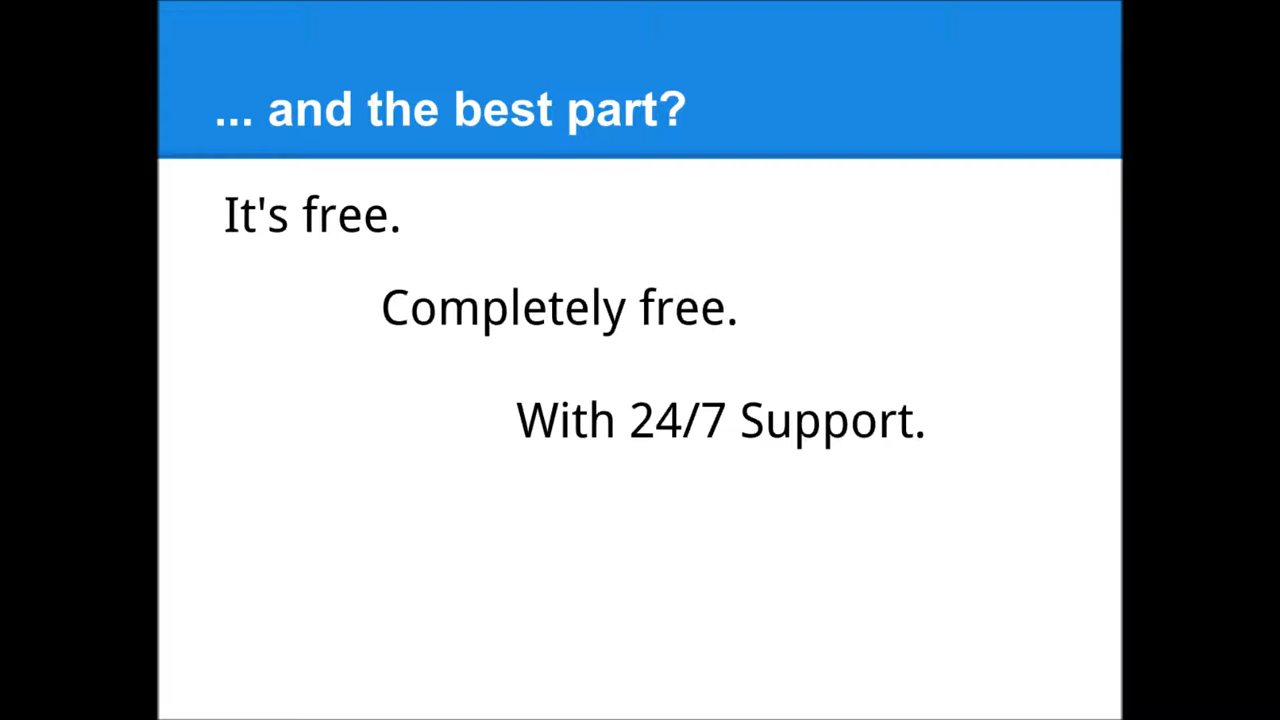 ... and the best part?
It's free.
Completely free.
With 24/7 Support.